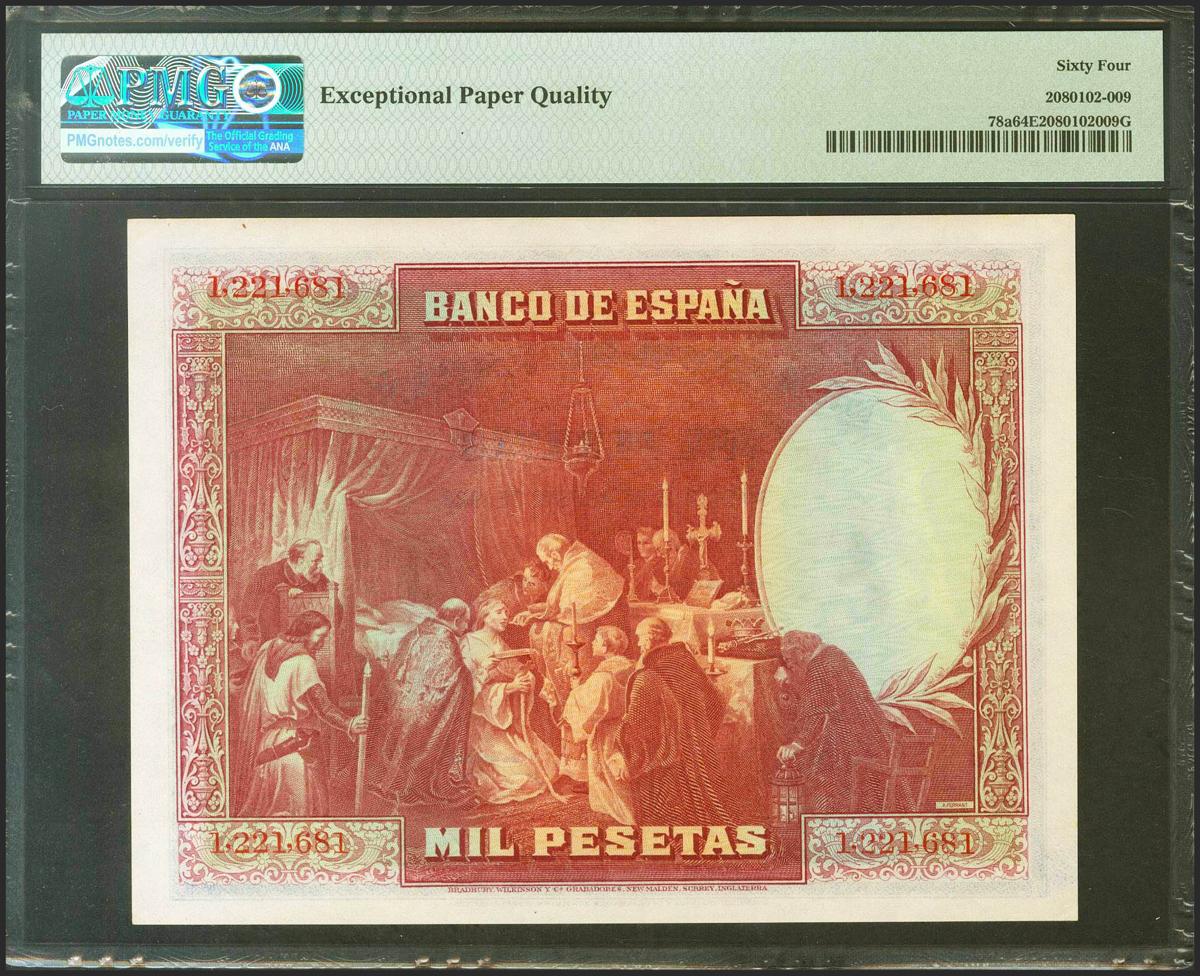 PMG
PAPER MONEY GUARANTY
PMGnotes.com/verify
The Official Grading
Service of the ANA
Exceptional Paper Quality
Sixty Four
2080102-009
78a64E2080102009G
1,221,681
BANCO DE ESPAÑA
1,221,681
A.FERRANT
1,221,681
MIL PESETAS
1,221,681
BRADBURY, WILKINSON Y Cª GRABADORES, NEW MALDEN, SURREY, INGLATERRA